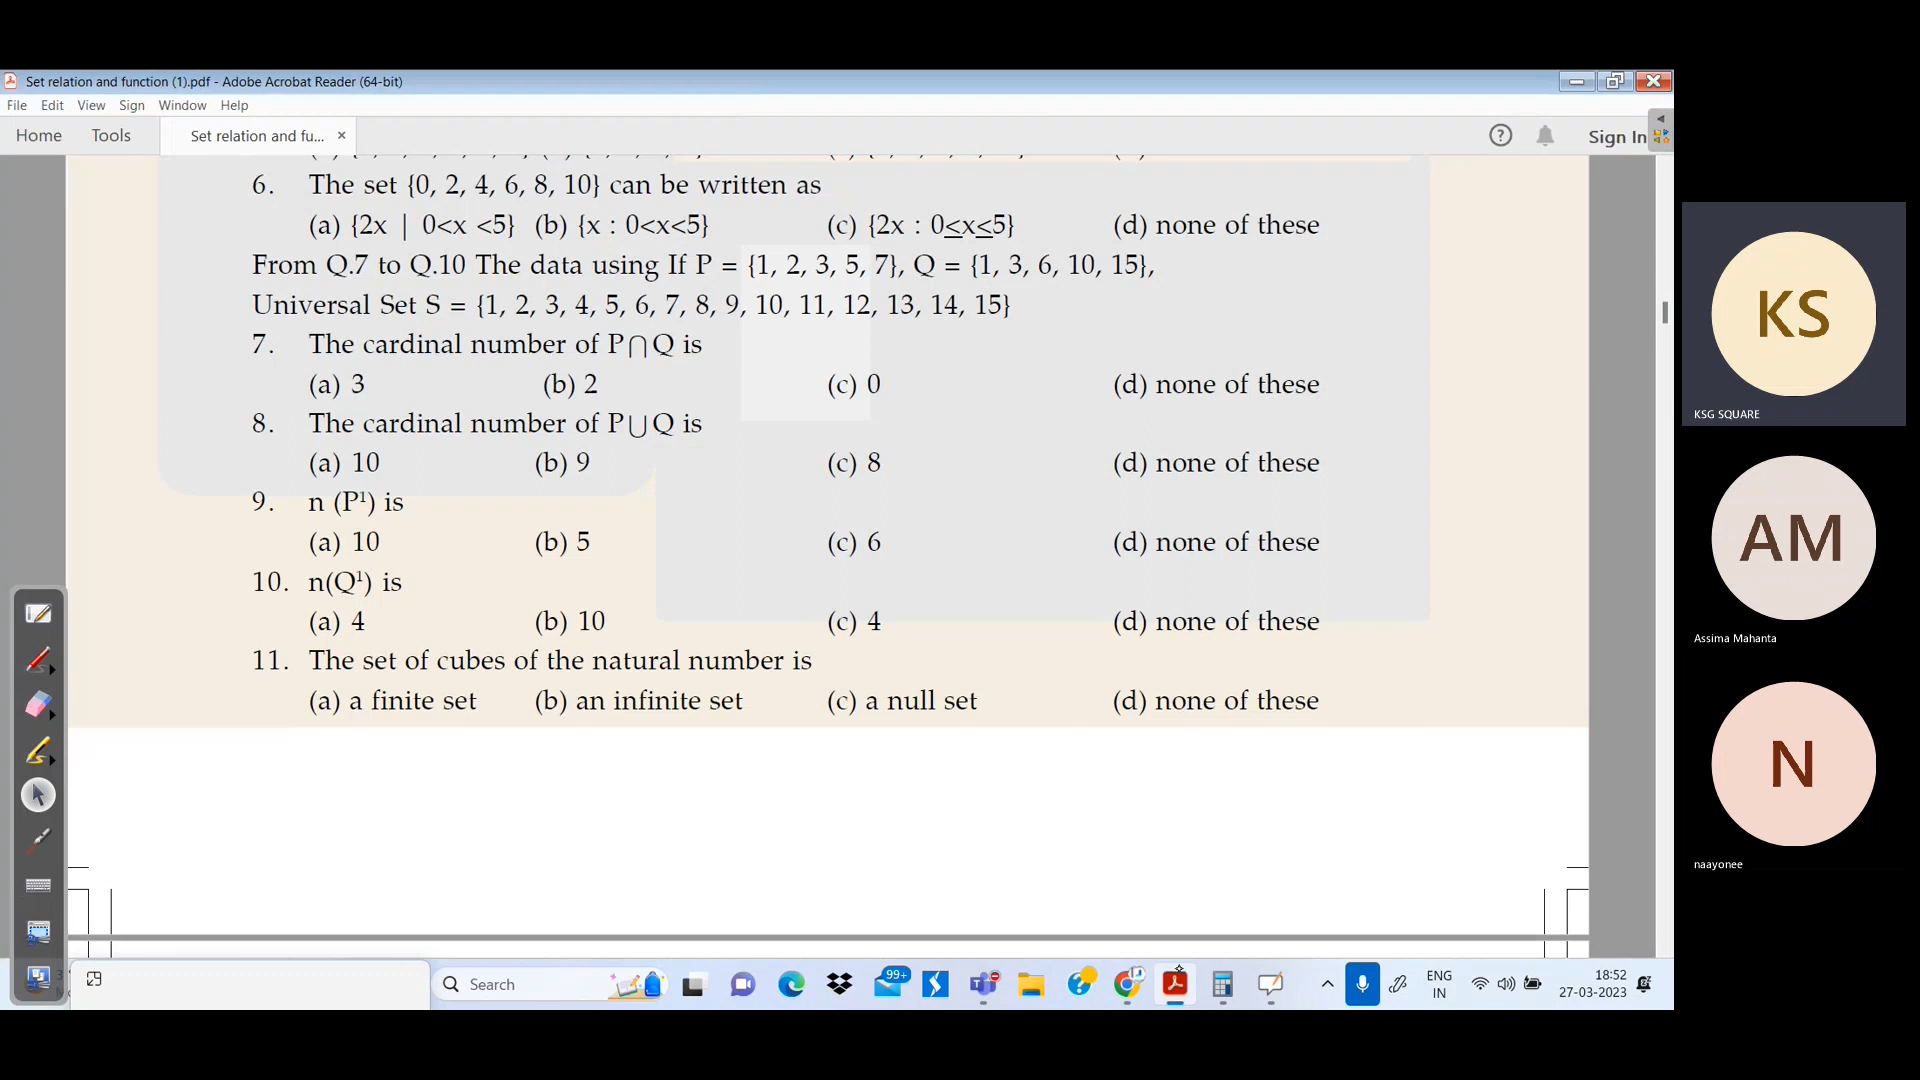 Set relation and function (1).pdf - Adobe Acrobat Reader (64-bit)
File Edit View Sign Window Help
Home Tools Set relation and fu... × Sign In
6. The set {0, 2, 4, 6, 8, 10} can be written as
(a) {2x | 0<x <5} (b) {x : 0<x<5} (c) {2x : 0≤x≤5} (d) none of these
From Q.7 to Q.10 The data using If P = {1, 2, 3, 5, 7}, Q = {1, 3, 6, 10, 15},
Universal Set S = {1, 2, 3, 4, 5, 6, 7, 8, 9, 10, 11, 12, 13, 14, 15}
7. The cardinal number of P⋂Q is
(a) 3 (b) 2 (c) 0 (d) none of these
8. The cardinal number of P⋃Q is
(a) 10 (b) 9 (c) 8 (d) none of these
9. n (P¹) is
(a) 10 (b) 5 (c) 6 (d) none of these
10. n(Q¹) is
(a) 4 (b) 10 (c) 4 (d) none of these
11. The set of cubes of the natural number is
(a) a finite set (b) an infinite set (c) a null set (d) none of these
Search
99+
ENG
IN
18:52
27-03-2023
KS
KSG SQUARE
AM
Assima Mahanta
N
naayonee